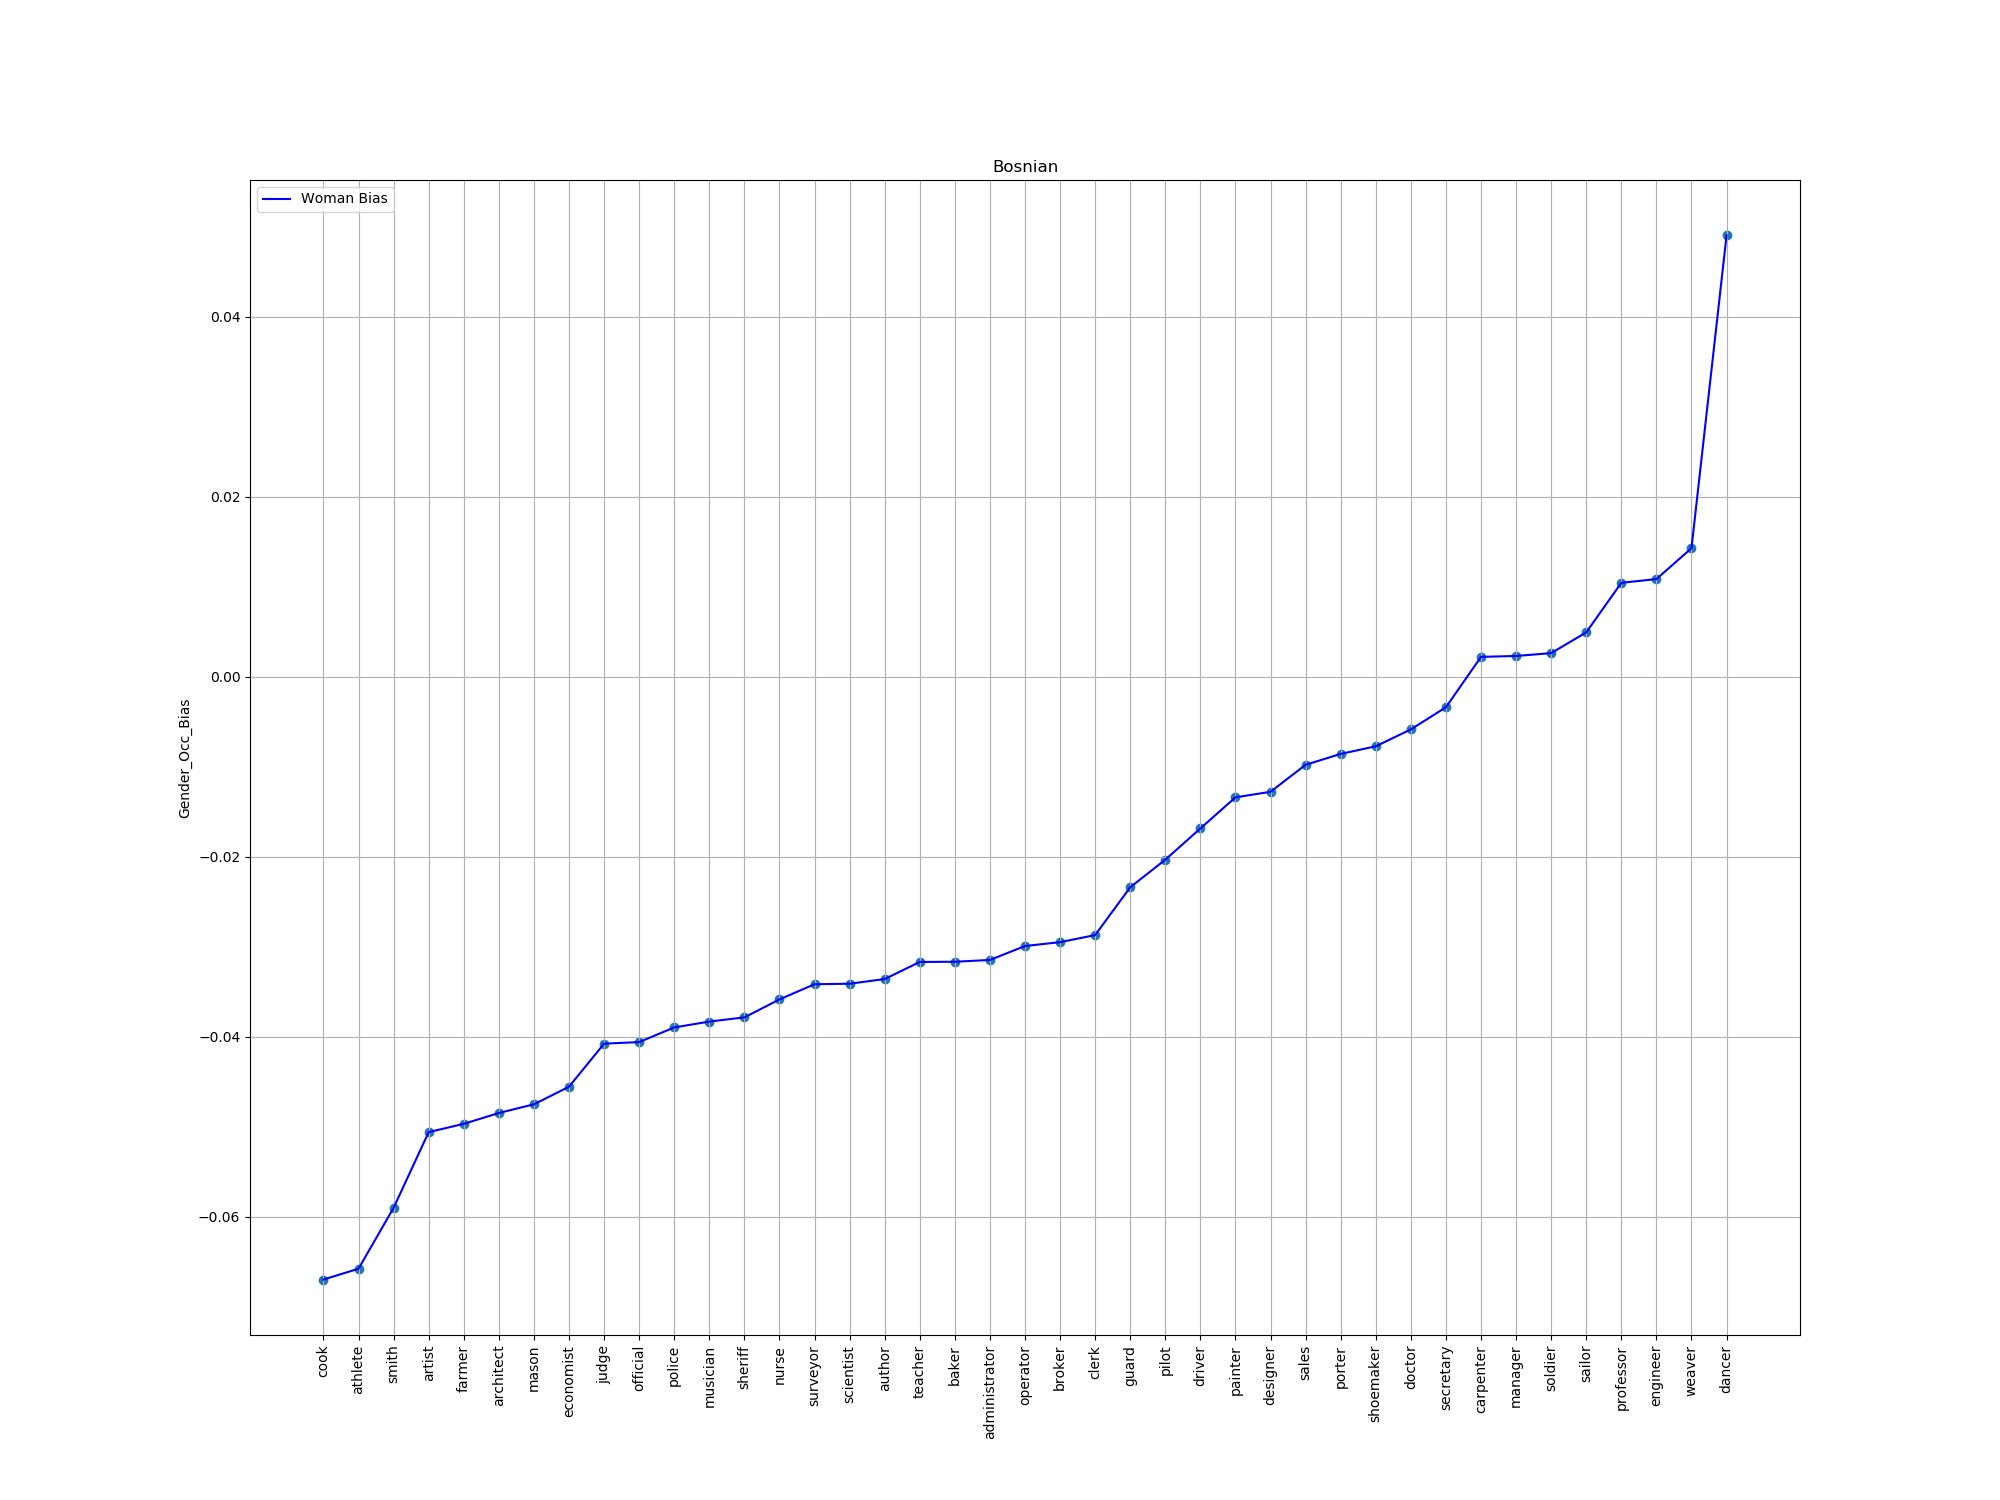 Bosnian
Woman Bias
Gender_Occ_Bias
0.04
0.02
0.00
−0.02
−0.04
−0.06
cook
athlete
smith
artist
farmer
architect
mason
economist
judge
official
police
musician
sheriff
nurse
surveyor
scientist
author
teacher
baker
administrator
operator
broker
clerk
guard
pilot
driver
painter
designer
sales
porter
shoemaker
doctor
secretary
carpenter
manager
soldier
sailor
professor
engineer
weaver
dancer